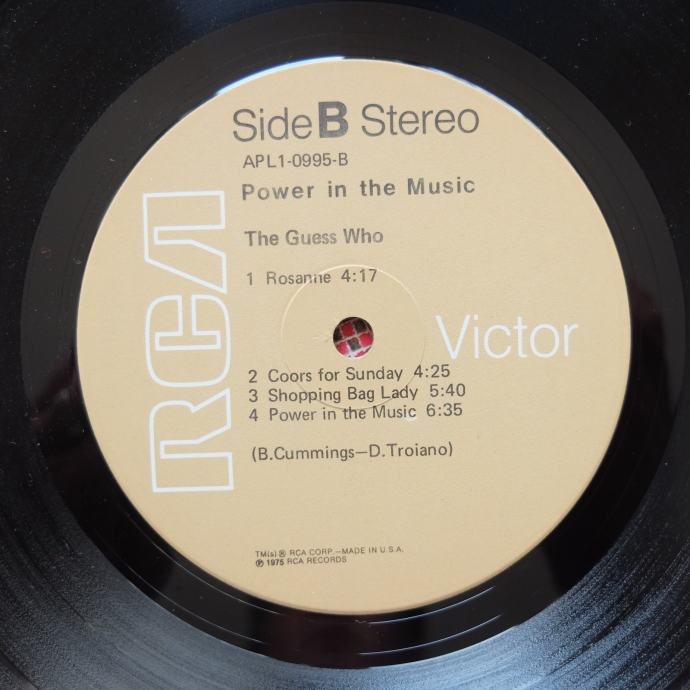 Side B Stereo
APL1-0995-B
Power in the Music
The Guess Who
1 Rosanne 4:17
RCA
Victor
2 Coors for Sunday 4:25
3 Shopping Bag Lady 5:40
4 Power in the Music 6:35
(B.Cummings—D.Troiano)
TM(s) ® RCA CORP.—MADE IN U.S.A.
℗ 1975 RCA RECORDS